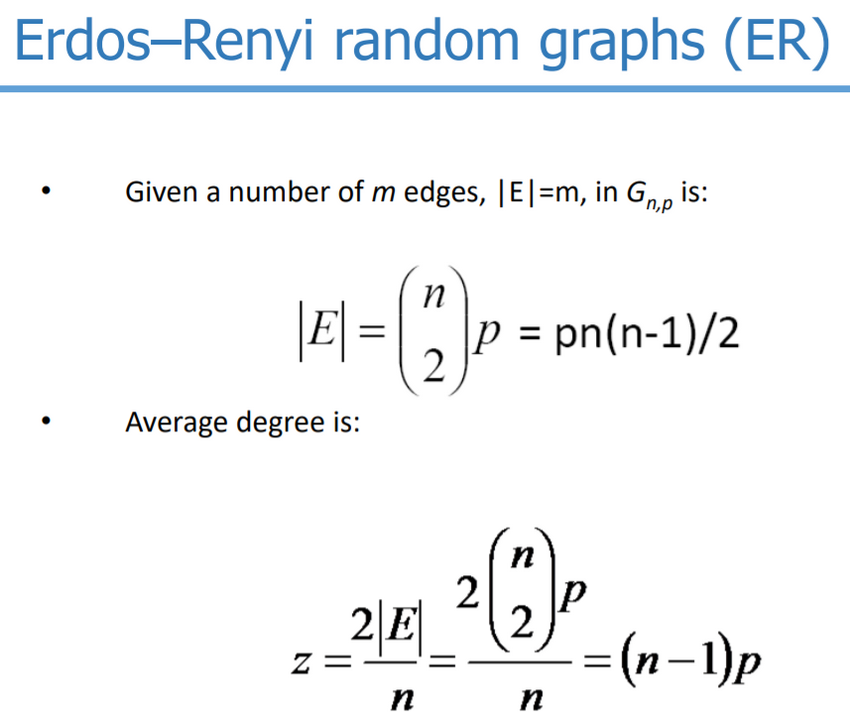 Erdos–Renyi random graphs (ER)
• Given a number of m edges, |E|=m, in G_{n,p} is:
|E| = \binom{n}{2} p = pn(n-1)/2
• Average degree is:
z = \frac{2|E|}{n} = \frac{2\binom{n}{2}p}{n} = (n−1)p